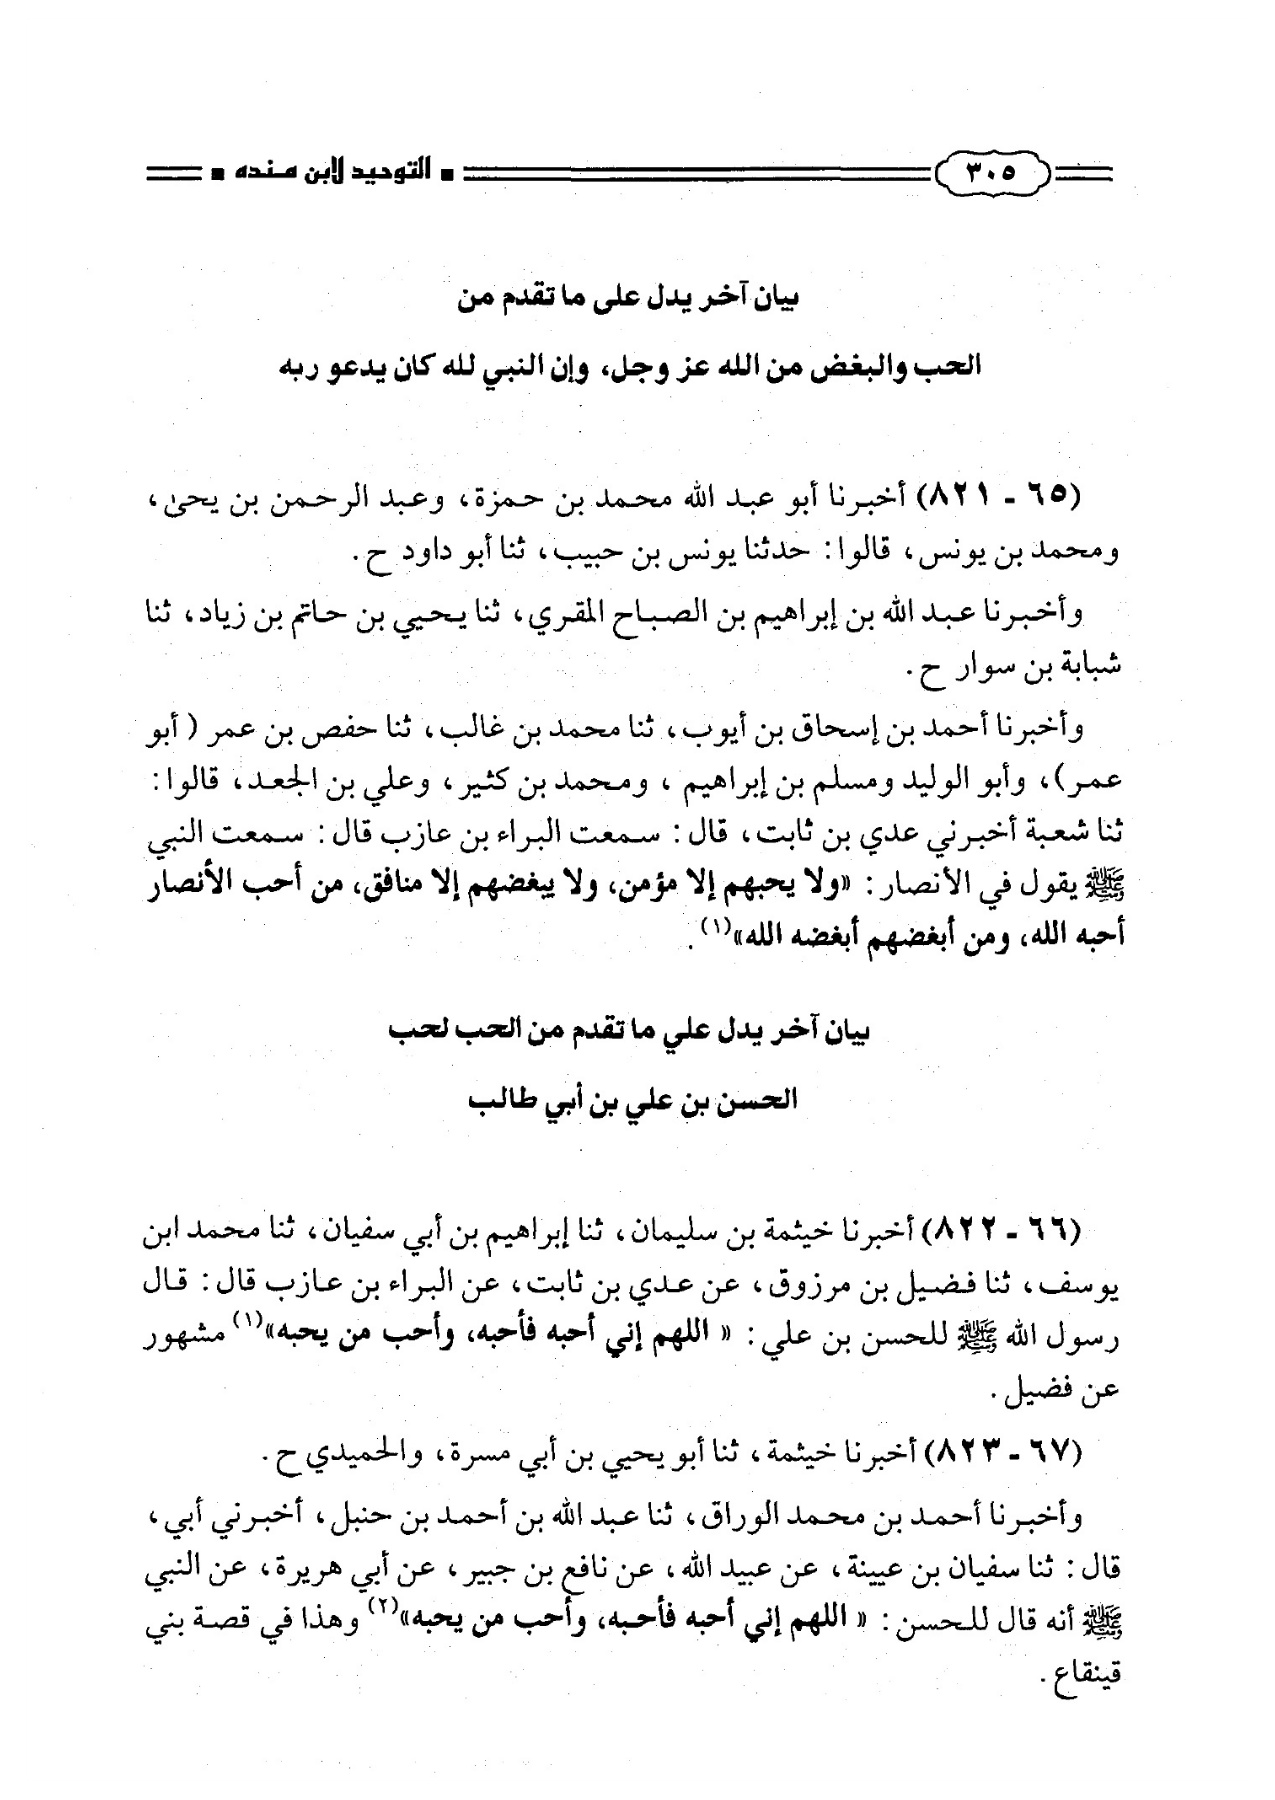 ٣٠٥ ■ التوحيد لابن منده ■
بيان آخر يدل على ما تقدم من
الحب والبغض من الله عز وجل، وإن النبي لله كان يدعو ربه
(٦٥ - ٨٢١) أخبرنا أبو عبد الله محمد بن حمزة، وعبد الرحمن بن يحيى،
ومحمد بن يونس، قالوا: حدثنا يونس بن حبيب، ثنا أبو داود ح.
وأخبرنا عبد الله بن إبراهيم بن الصباح المقري، ثنا يحيي بن حاتم بن زياد، ثنا
شبابة بن سوار ح.
وأخبرنا أحمد بن إسحاق بن أيوب، ثنا محمد بن غالب، ثنا حفص بن عمر ( أبو
عمر)، وأبو الوليد ومسلم بن إبراهيم ، ومحمد بن كثير، وعلي بن الجعد، قالوا:
ثنا شعبة أخبرني عدي بن ثابت، قال: سمعت البراء بن عازب قال: سمعت النبي
ﷺ يقول في الأنصار: «ولا يحبهم إلا مؤمن، ولا يبغضهم إلا منافق، من أحب الأنصار
أحبه الله، ومن أبغضهم أبغضه الله»(١).
بيان آخر يدل علي ما تقدم من الحب لحب
الحسن بن علي بن أبي طالب
(٦٦ - ٨٢٢) أخبرنا خيثمة بن سليمان، ثنا إبراهيم بن أبي سفيان، ثنا محمد ابن
يوسف، ثنا فضيل بن مرزوق، عن عدي بن ثابت، عن البراء بن عازب قال: قال
رسول الله ﷺ للحسن بن علي: « اللهم إني أحبه فأحبه، وأحب من يحبه»(١) مشهور
عن فضيل.
(٦٧ - ٨٢٣) أخبرنا خيثمة، ثنا أبو يحيي بن أبي مسرة، والحميدي ح.
وأخبرنا أحمد بن محمد الوراق، ثنا عبد الله بن أحمد بن حنبل، أخبرني أبي،
قال: ثنا سفيان بن عيينة، عن عبيد الله، عن نافع بن جبير، عن أبي هريرة، عن النبي
ﷺ أنه قال للحسن: « اللهم إني أحبه فأحبه، وأحب من يحبه»(٢) وهذا في قصة بني
قينقاع.